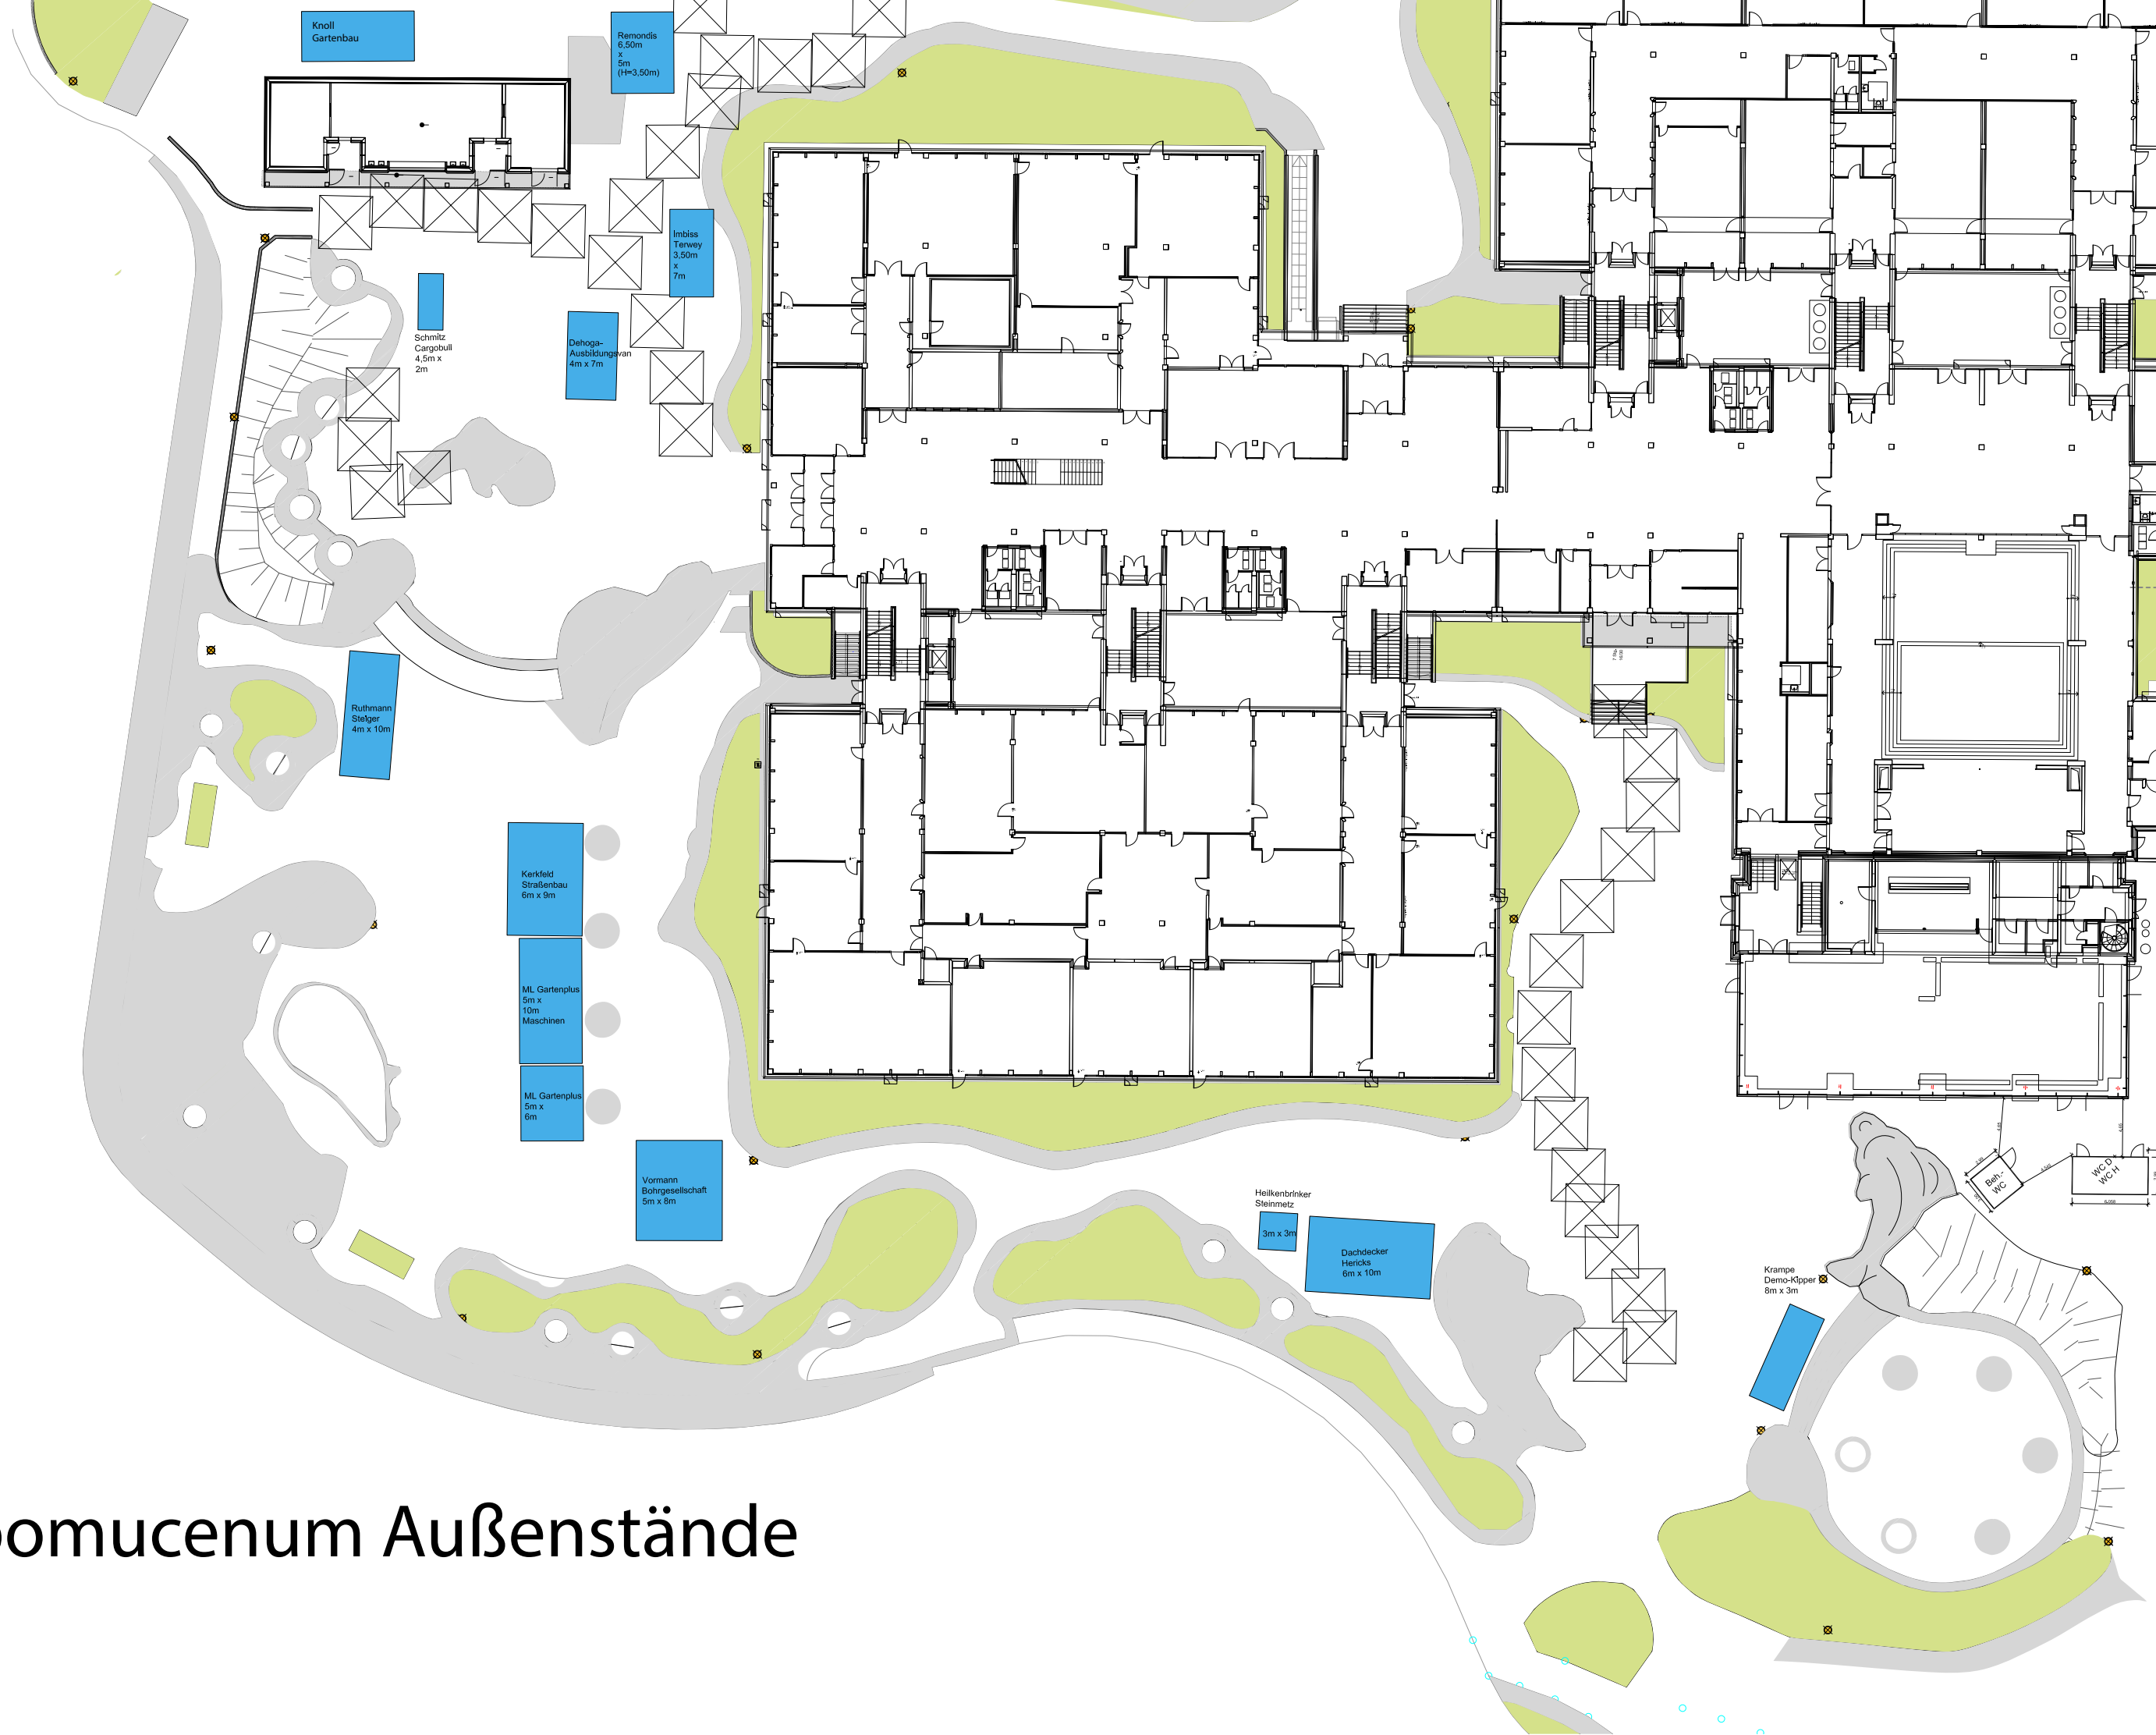 Knoll
Gartenbau
Remondis
6,50m
x
5m
(H=3,50m)
Imbiss
Terwey
3,50m
x
7m
Schmitz
Cargobull
4,5m x
2m
Dehoga-
Ausbildungsvan
4m x 7m
Ruthmann
Steiger
4m x 10m
Kerkfeld
Straßenbau
6m x 9m
ML Gartenplus
5m x
10m
Maschinen
ML Gartenplus
5m x
6m
Vormann
Bohrgesellschaft
5m x 8m
Heilkenbrinker
Steinmetz
3m x 3m
Dachdecker
Hericks
6m x 10m
Krampe
Demo-Kipper
8m x 3m
Beh.-
WC
WC D
WC H
omucenum Außenstände